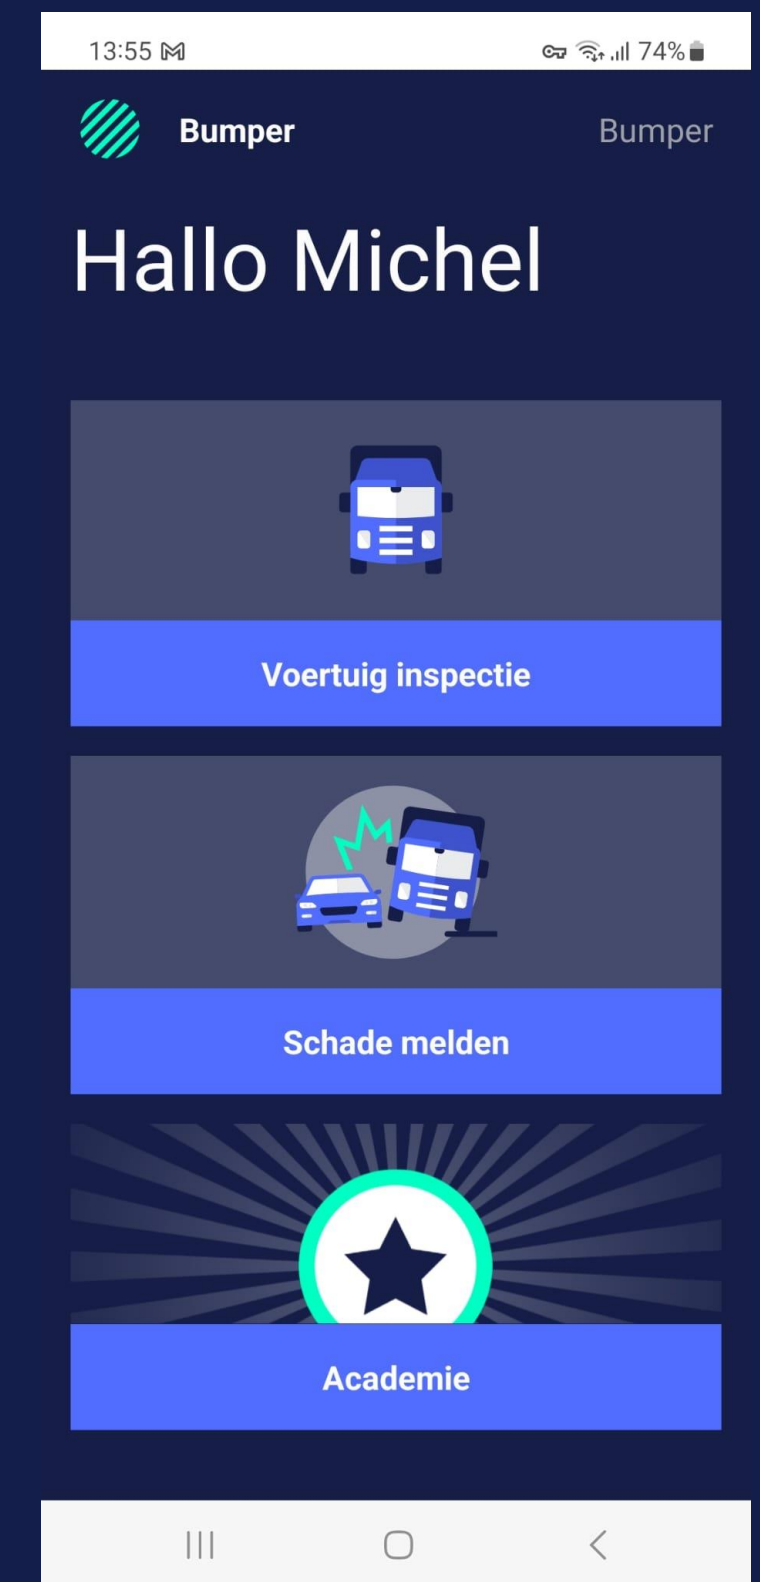 13:55 74%
Bumper Bumper
Hallo Michel
Voertuig inspectie
Schade melden
Academie